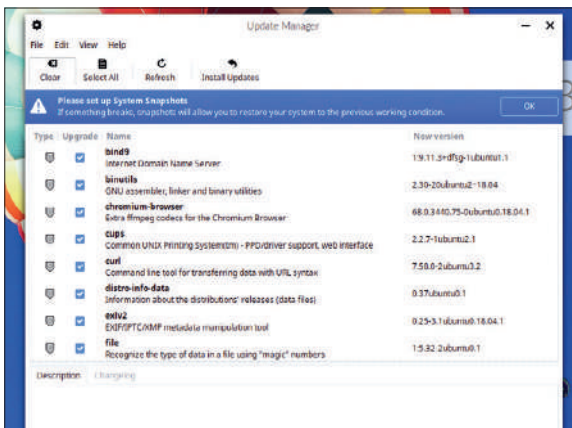 Update Manager
File Edit View Help
Clear Select All Refresh Install Updates
Please set up System Snapshots
If something breaks, snapshots will allow you to restore your system to the previous working condition.
OK
Type Upgrade Name New version
bind9
Internet Domain Name Server
1:9.11.3+dfsg-1ubuntu1.1
binutils
GNU assembler, linker and binary utilities
2.30-20ubuntu2~18.04
chromium-browser
Extra ffmpeg codecs for the Chromium Browser
68.0.3440.75-0ubuntu0.18.04.1
cups
Common UNIX Printing System(tm) - PPD/driver support, web interface
2.2.7-1ubuntu2.1
curl
Command line tool for transferring data with URL syntax
7.58.0-2ubuntu3.2
distro-info-data
Information about the distributions' releases (data files)
0.37ubuntu0.1
exiv2
EXIF/IPTC/XMP metadata manipulation tool
0.25-3.1ubuntu0.18.04.1
file
Recognize the type of data in a file using "magic" numbers
1:5.32-2ubuntu0.1
Description Changelog